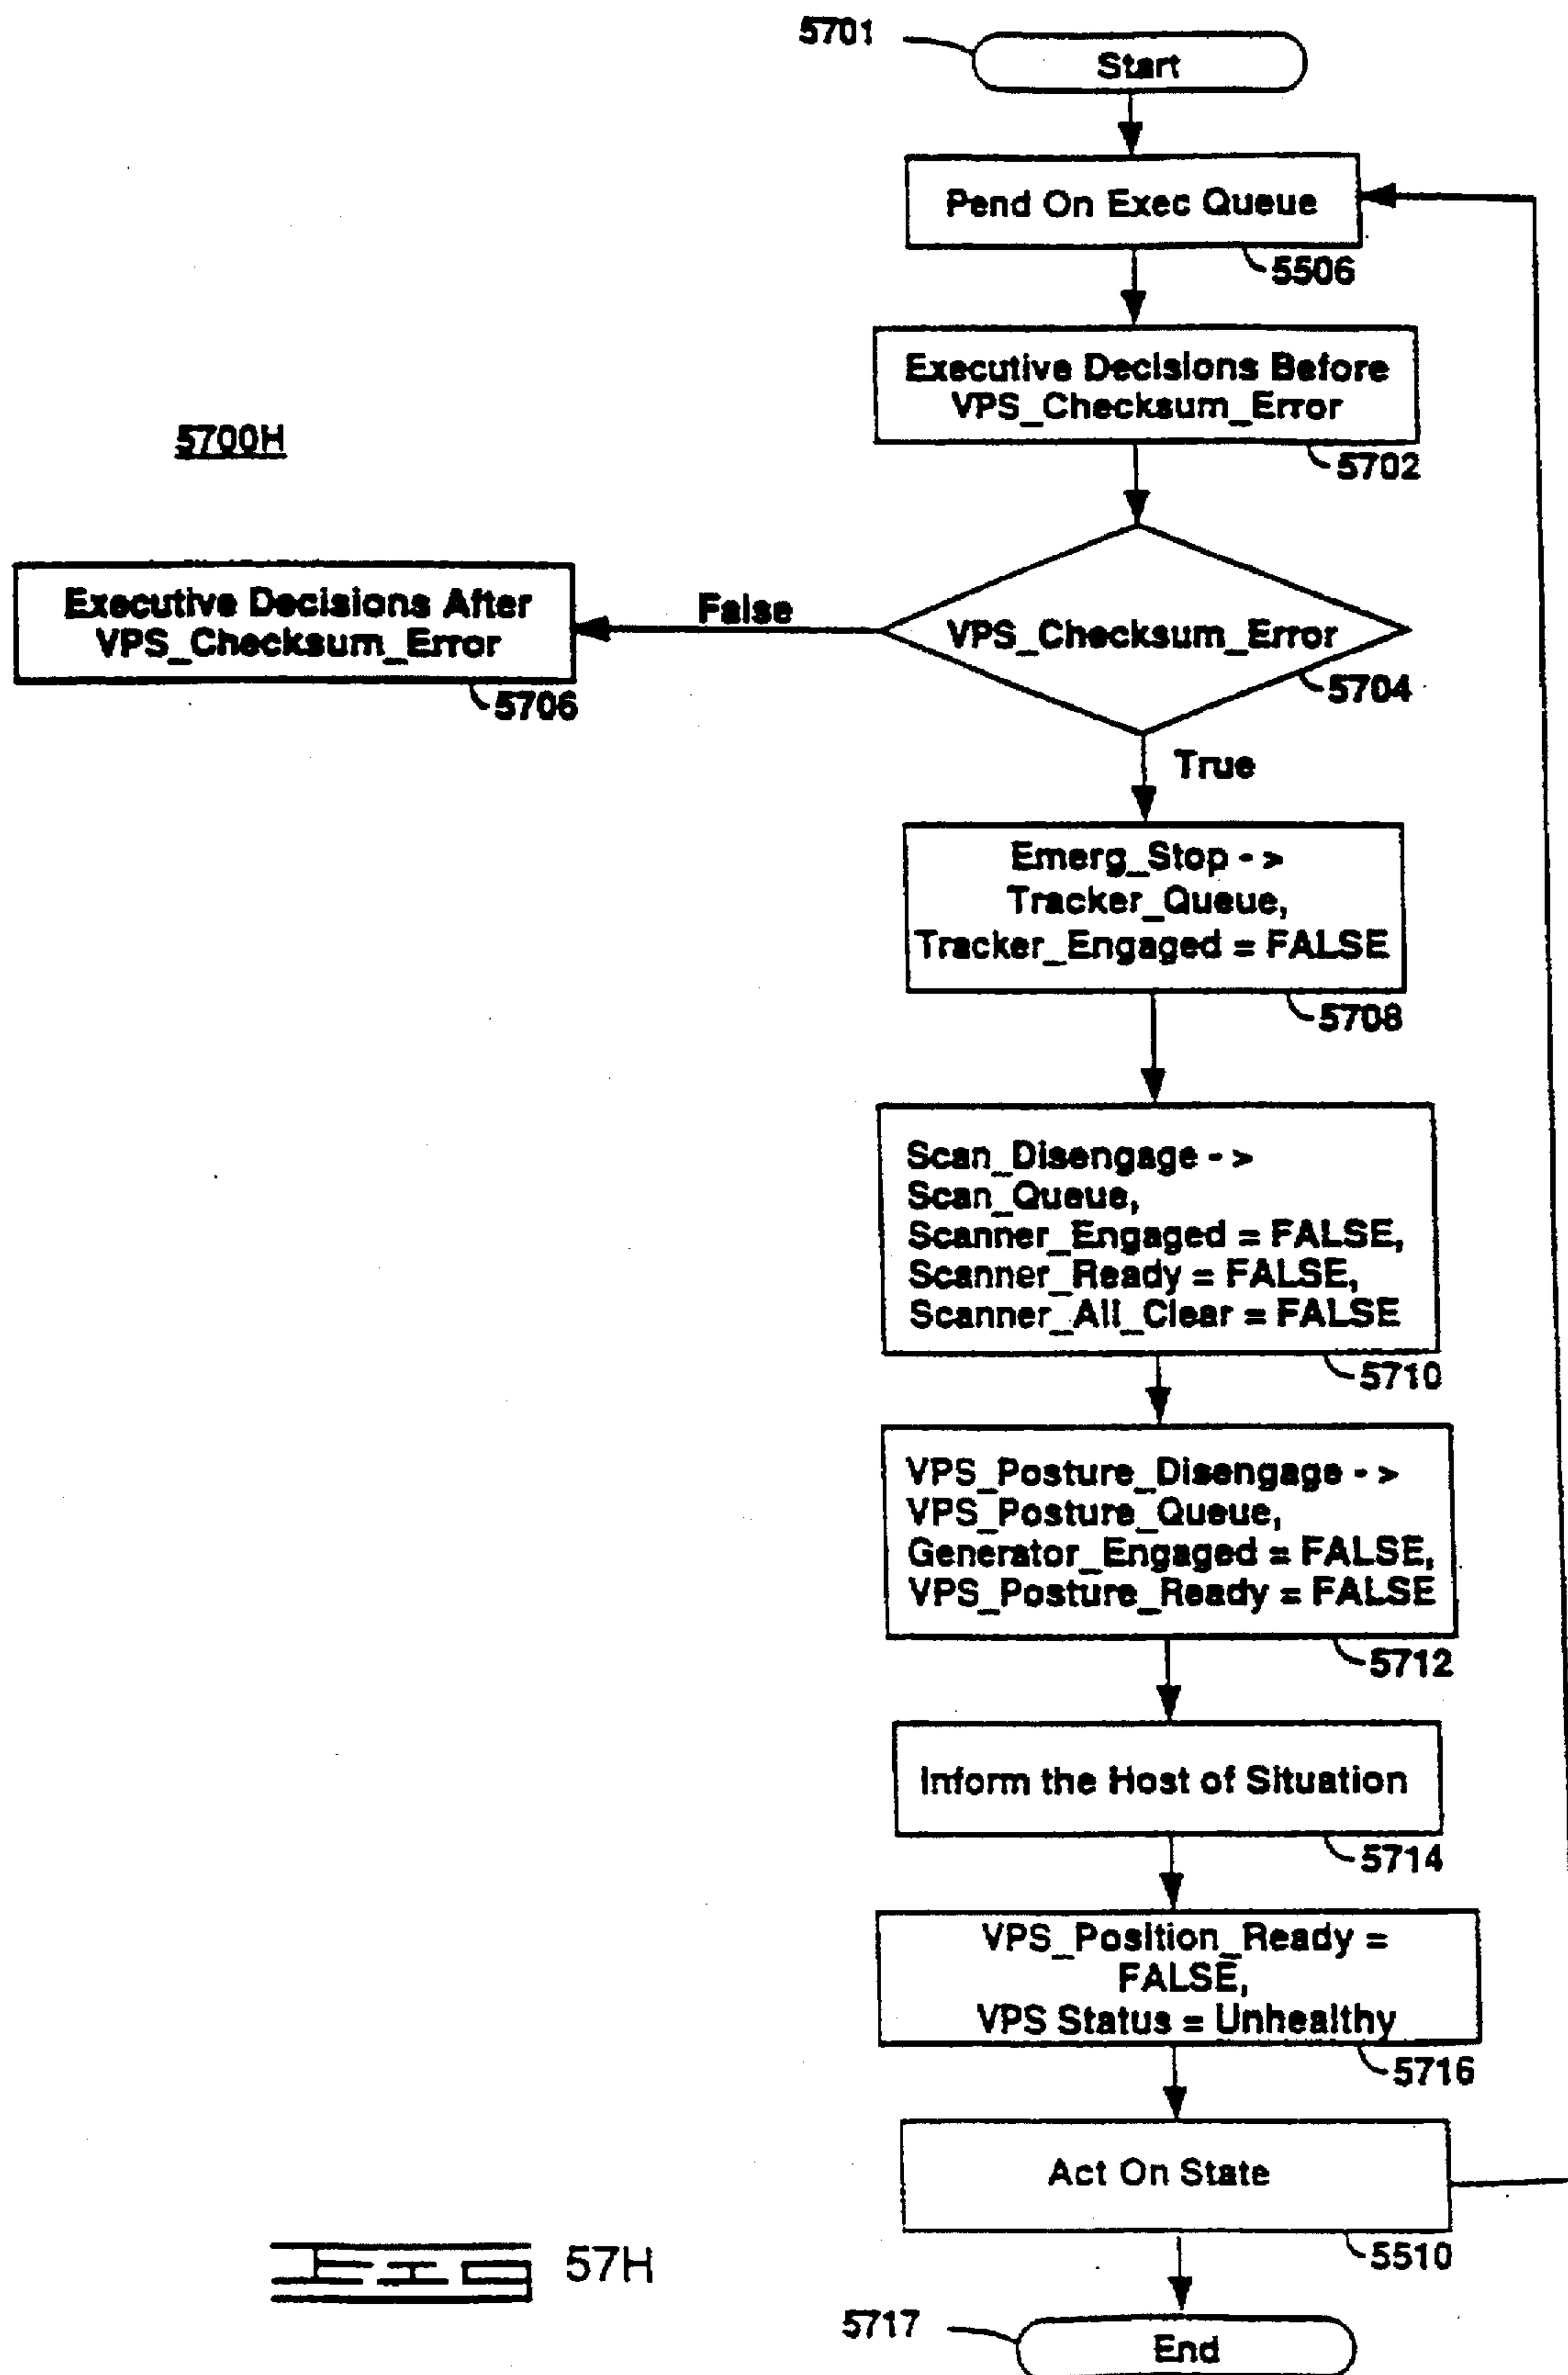 5701
Start
Pend On Exec Queue
5506
Executive Decisions Before
VPS_Checksum_Error
5702
5700H
Executive Decisions After
VPS_Checksum_Error
5706
False
VPS_Checksum_Error
5704
True
Emerg_Stop - >
Tracker_Queue,
Tracker_Engaged = FALSE
5708
Scan_Disengage - >
Scan_Queue,
Scanner_Engaged = FALSE,
Scanner_Ready = FALSE,
Scanner_All_Clear = FALSE
5710
VPS_Posture_Disengage - >
VPS_Posture_Queue,
Generator_Engaged = FALSE,
VPS_Posture_Ready = FALSE
5712
Inform the Host of Situation
5714
VPS_Position_Ready =
FALSE,
VPS Status = Unhealthy
5716
Act On State
5510
FIG 57H
5717
End